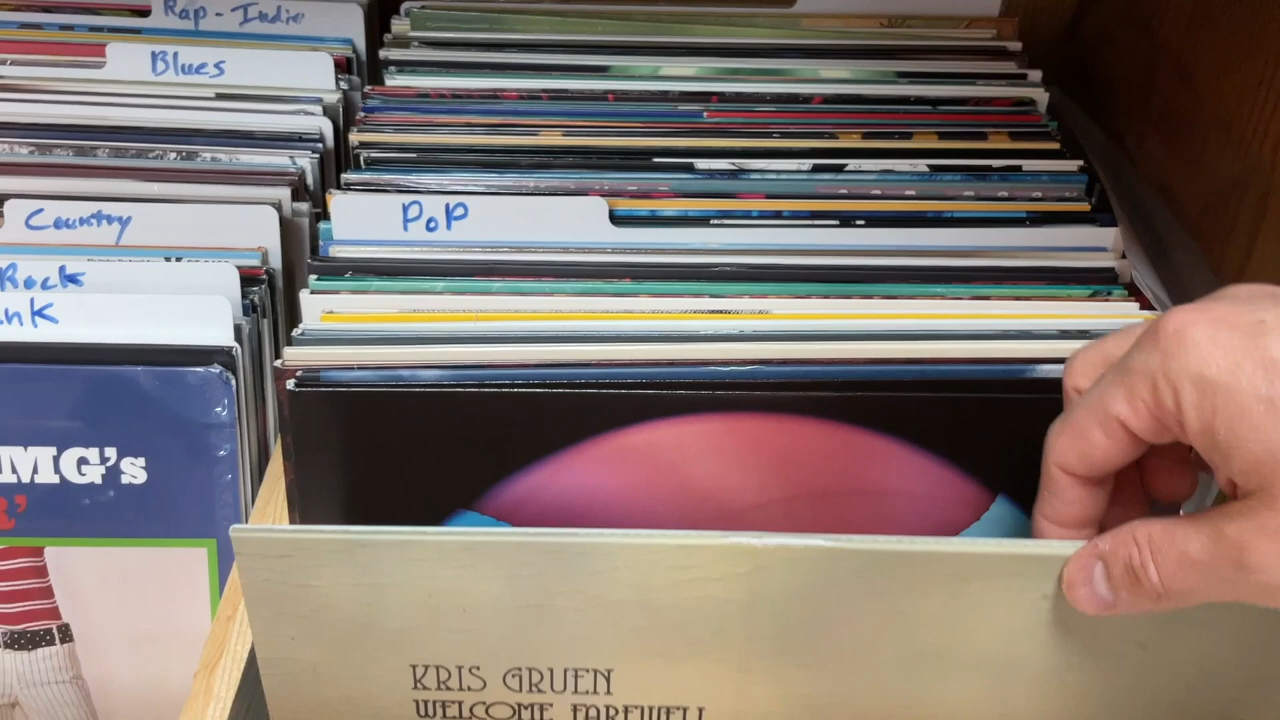 Rap - Indie
Blues
Country
PoP
Rock
nk
MG's
R'
KRIS GRUEN
WELCOME FAREWELL